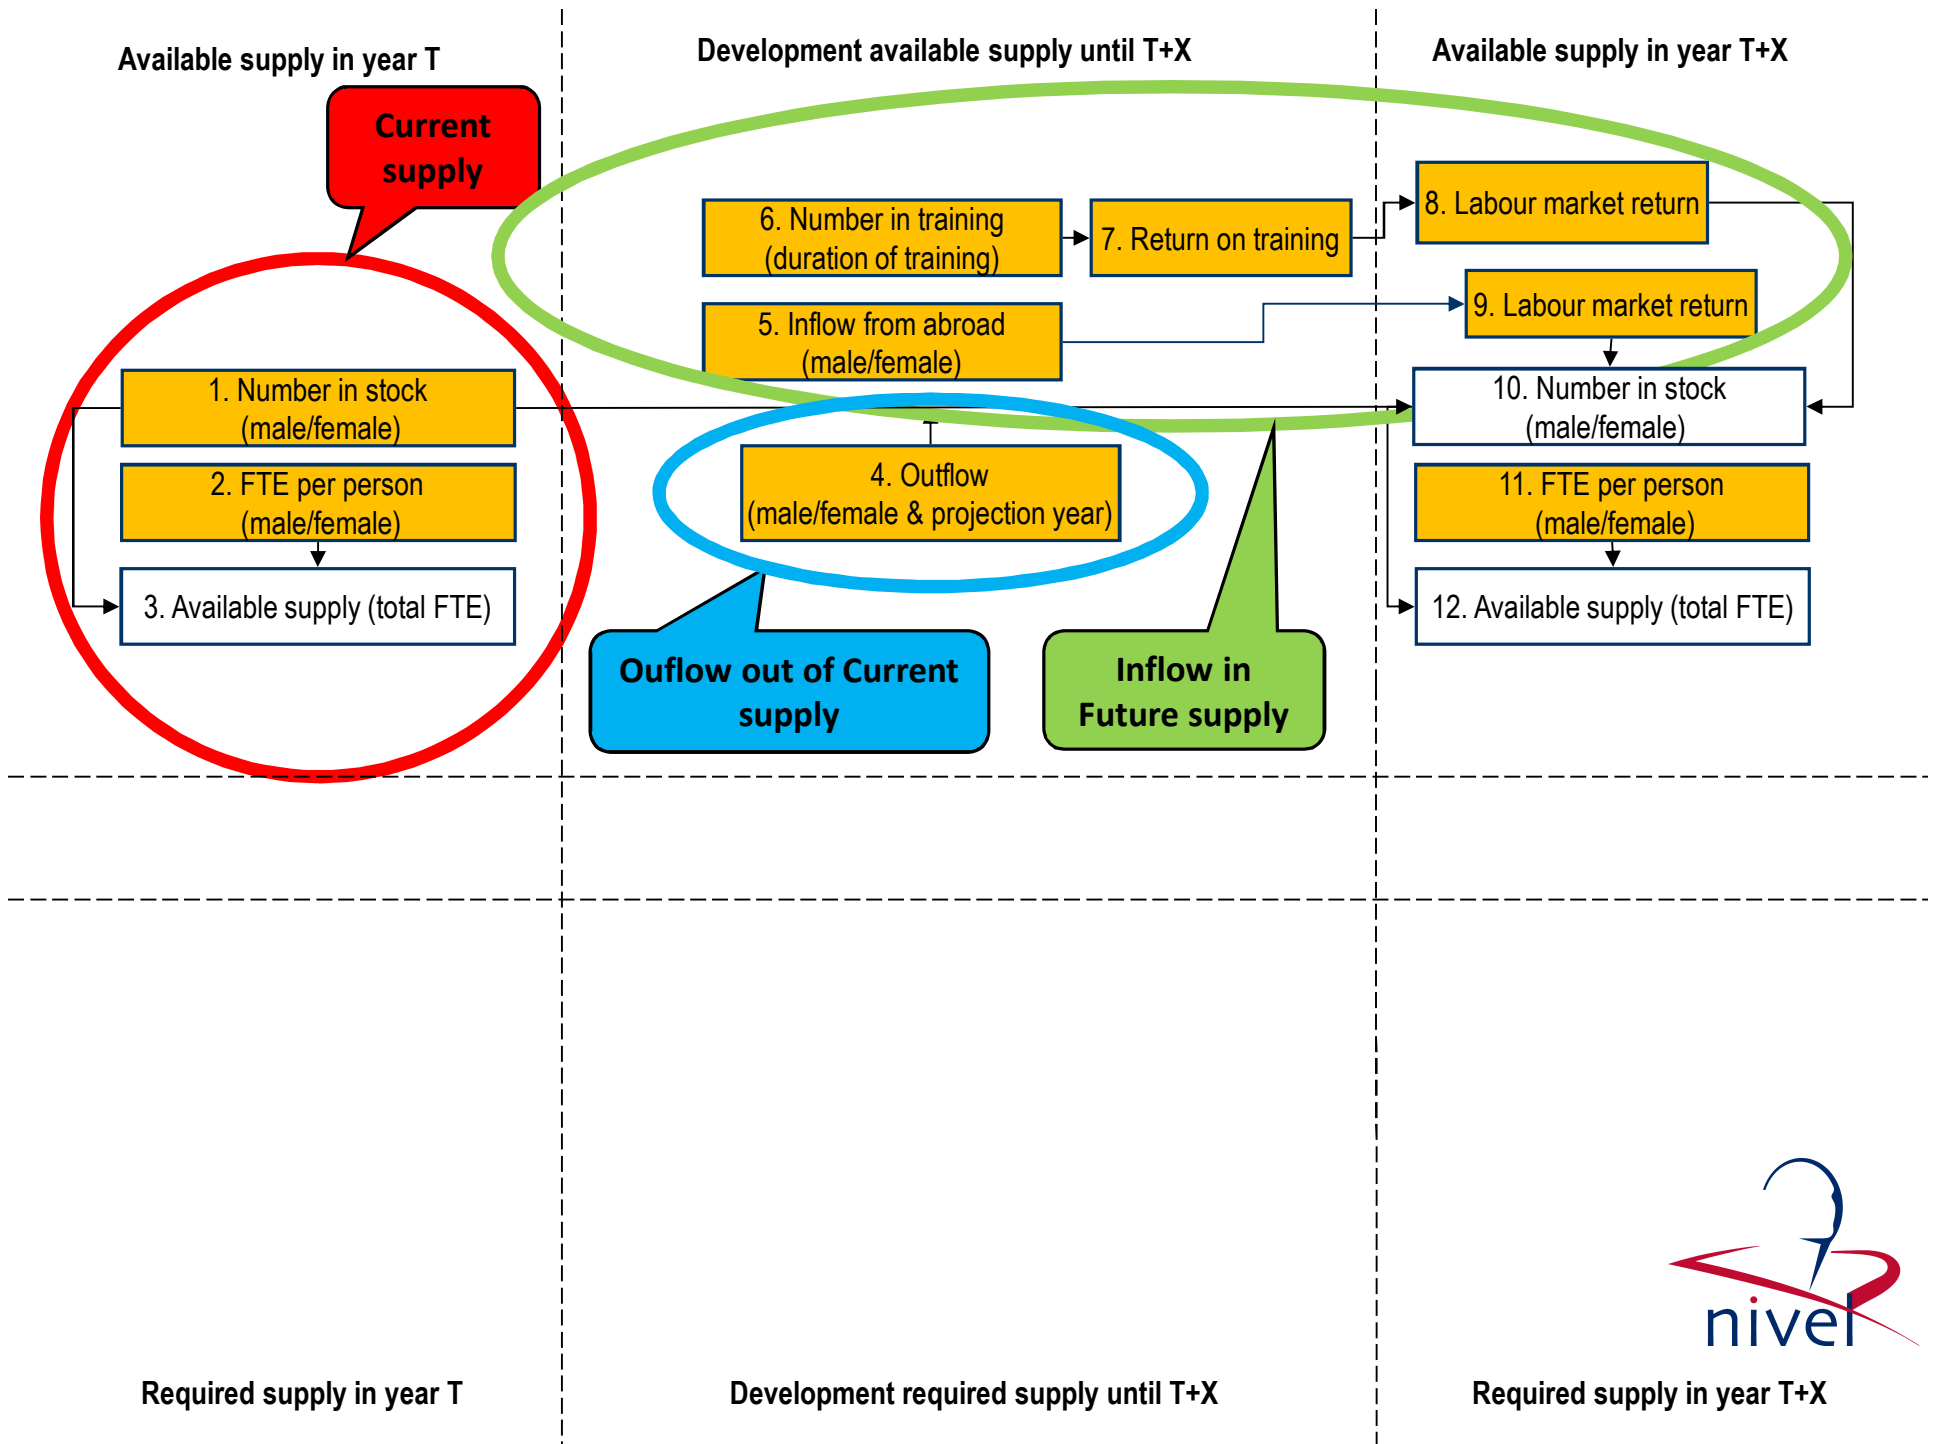 Available supply in year T
Development available supply until T+X
Available supply in year T+X
Current
supply
6. Number in training
(duration of training)
7. Return on training
8. Labour market return
5. Inflow from abroad
(male/female)
9. Labour market return
1. Number in stock
(male/female)
10. Number in stock
(male/female)
2. FTE per person
(male/female)
4. Outflow
(male/female & projection year)
11. FTE per person
(male/female)
3. Available supply (total FTE)
12. Available supply (total FTE)
Ouflow out of Current
supply
Inflow in
Future supply
nivel
Required supply in year T
Development required supply until T+X
Required supply in year T+X